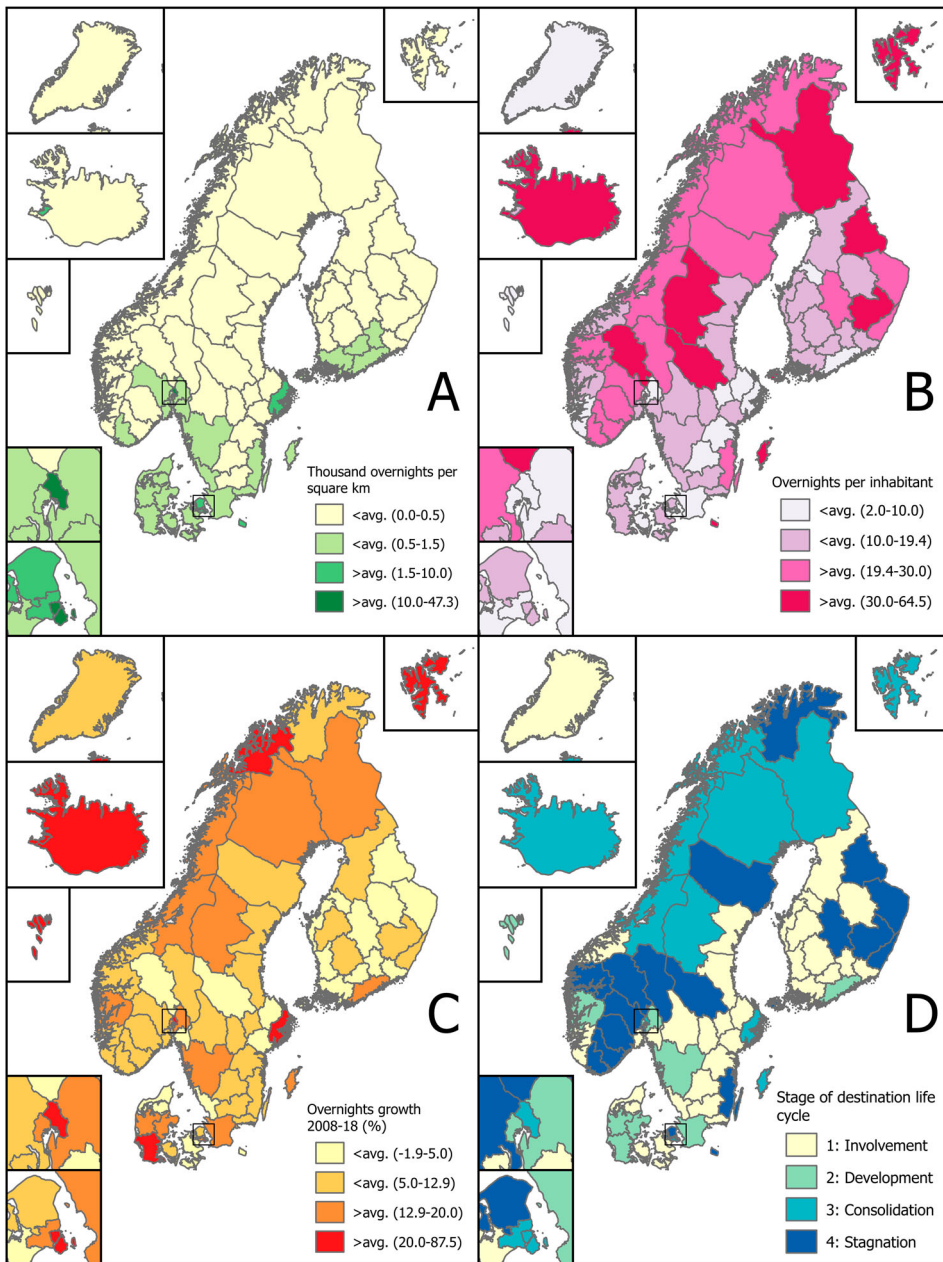 A
Thousand overnights per
square km
<avg. (0.0-0.5)
<avg. (0.5-1.5)
>avg. (1.5-10.0)
>avg. (10.0-47.3)
B
Overnights per inhabitant
<avg. (2.0-10.0)
<avg. (10.0-19.4)
>avg. (19.4-30.0)
>avg. (30.0-64.5)
C
Overnights growth
2008-18 (%)
<avg. (-1.9-5.0)
<avg. (5.0-12.9)
>avg. (12.9-20.0)
>avg. (20.0-87.5)
D
Stage of destination life
cycle
1: Involvement
2: Development
3: Consolidation
4: Stagnation